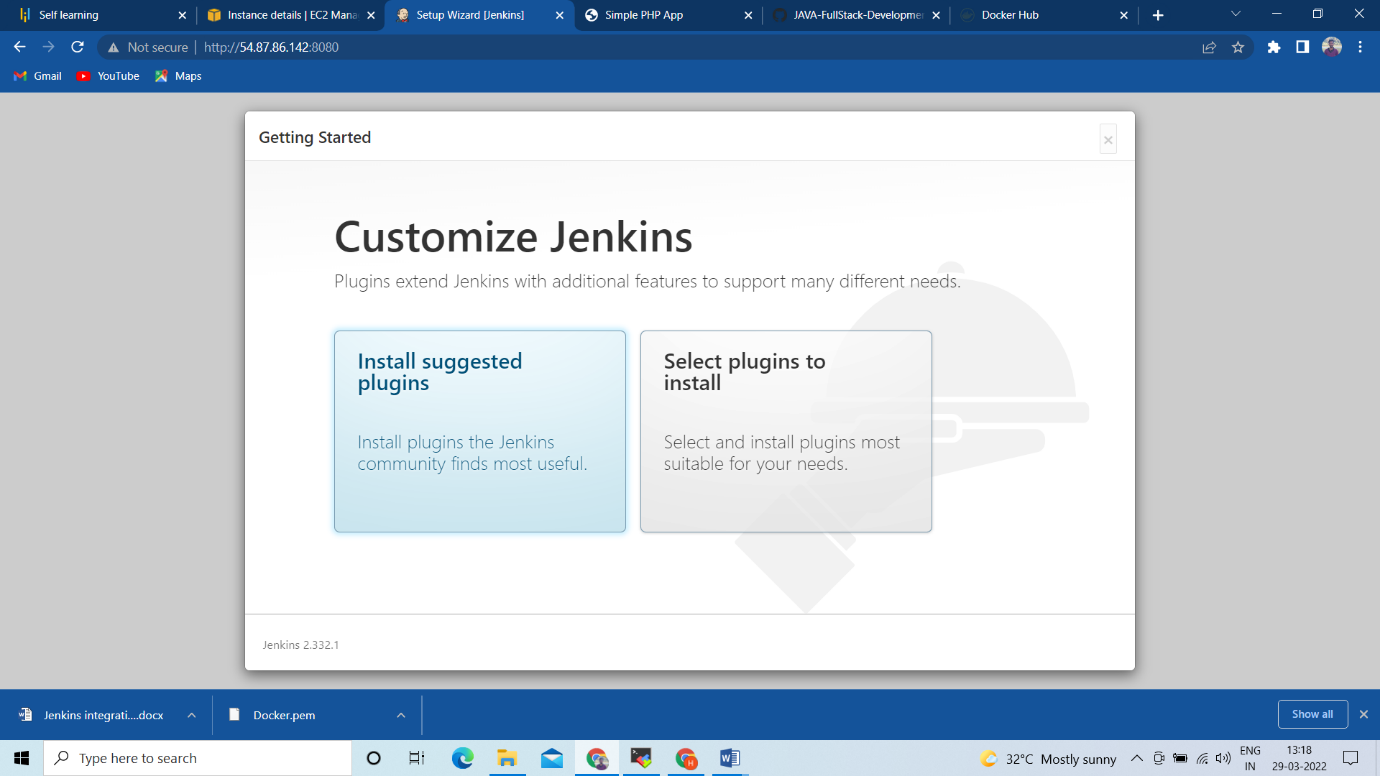 Self learning
Instance details | EC2 Mana
Setup Wizard [Jenkins]
Simple PHP App
JAVA-FullStack-Developmen
Docker Hub
Not secure
http://54.87.86.142:8080
Gmail
YouTube
Maps
Getting Started
Customize Jenkins
Plugins extend Jenkins with additional features to support many different needs.
Install suggested
plugins
Install plugins the Jenkins
community finds most useful.
Select plugins to
install
Select and install plugins most
suitable for your needs.
Jenkins 2.332.1
Jenkins integrati....docx
Docker.pem
Show all
Type here to search
32°C Mostly sunny
ENG
IN
13:18
29-03-2022